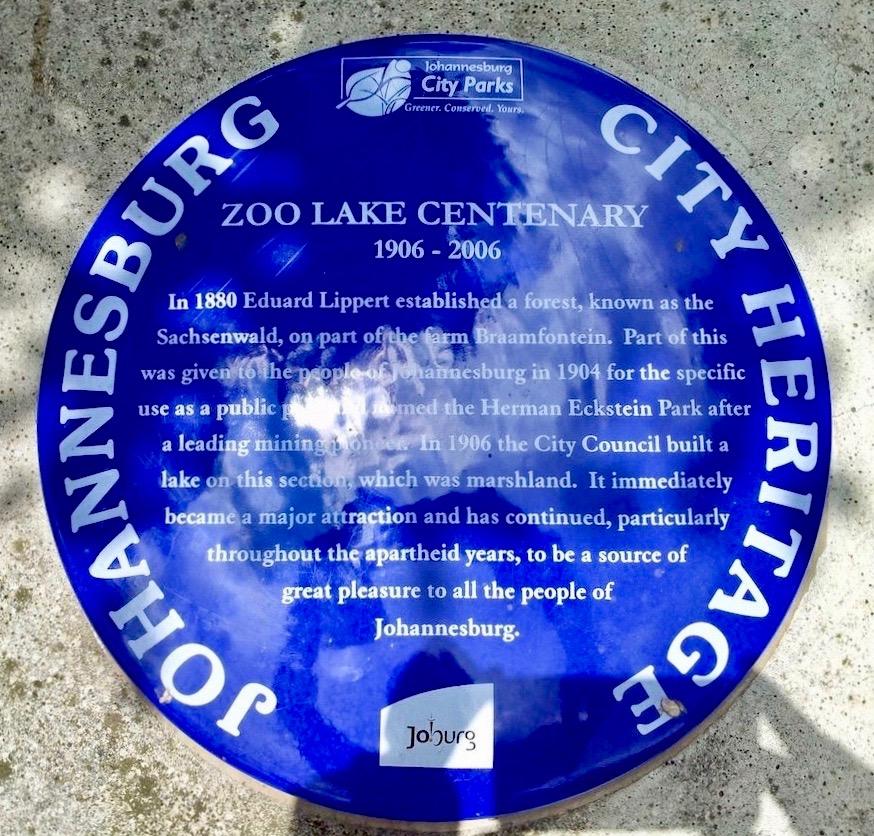 Johannesburg
City Parks
Greener. Conserved. Yours.
JOHANNESBURG CITY HERITAGE
ZOO LAKE CENTENARY
1906 - 2006
In 1880 Eduard Lippert established a forest, known as the
Sachsenwald, on part of the farm Braamfontein. Part of this
was given to the people of Johannesburg in 1904 for the specific
use as a public named the Herman Eckstein Park after
a leading mining pioneer. In 1906 the City Council built a
lake on this section, which was marshland. It immediately
became a major attraction and has continued, particularly
throughout the apartheid years, to be a source of
great pleasure to all the people of
Johannesburg.
Joburg